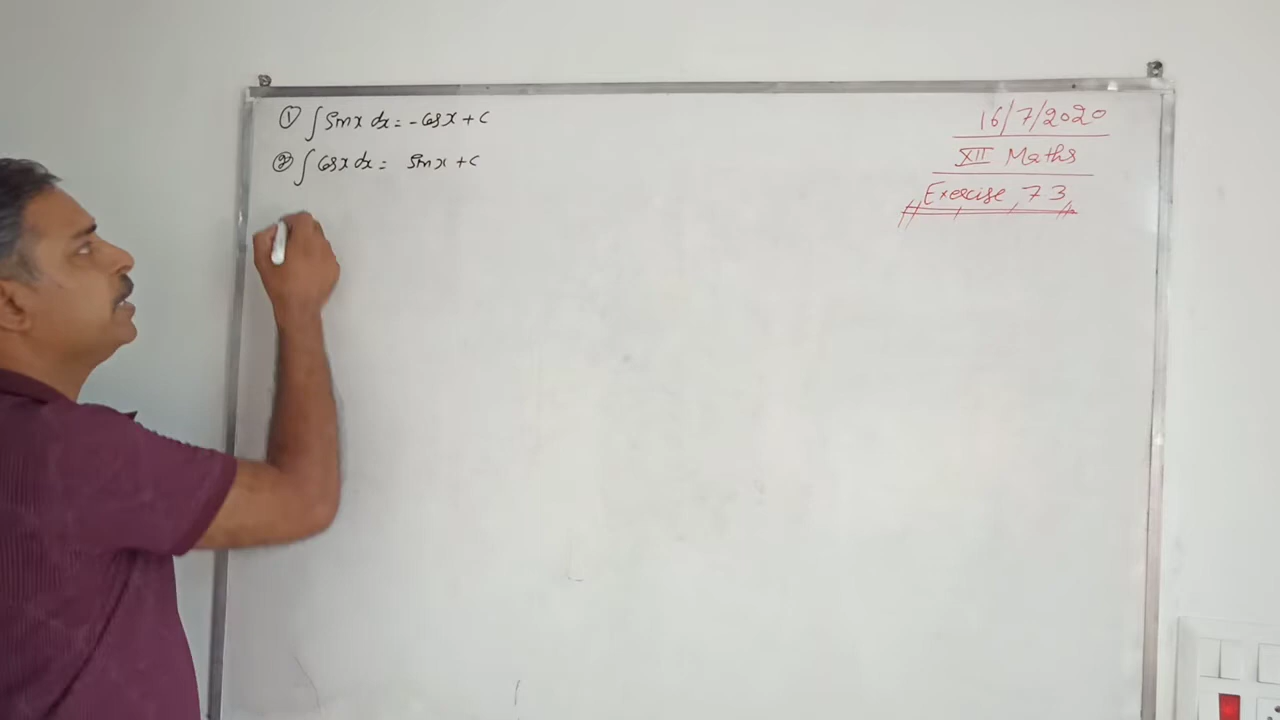 ① ∫ Sinx dx = -Cosx + C
② ∫ Cosx dx = Sinx + C
16/7/2020
XII Maths
Exercise, 7 3